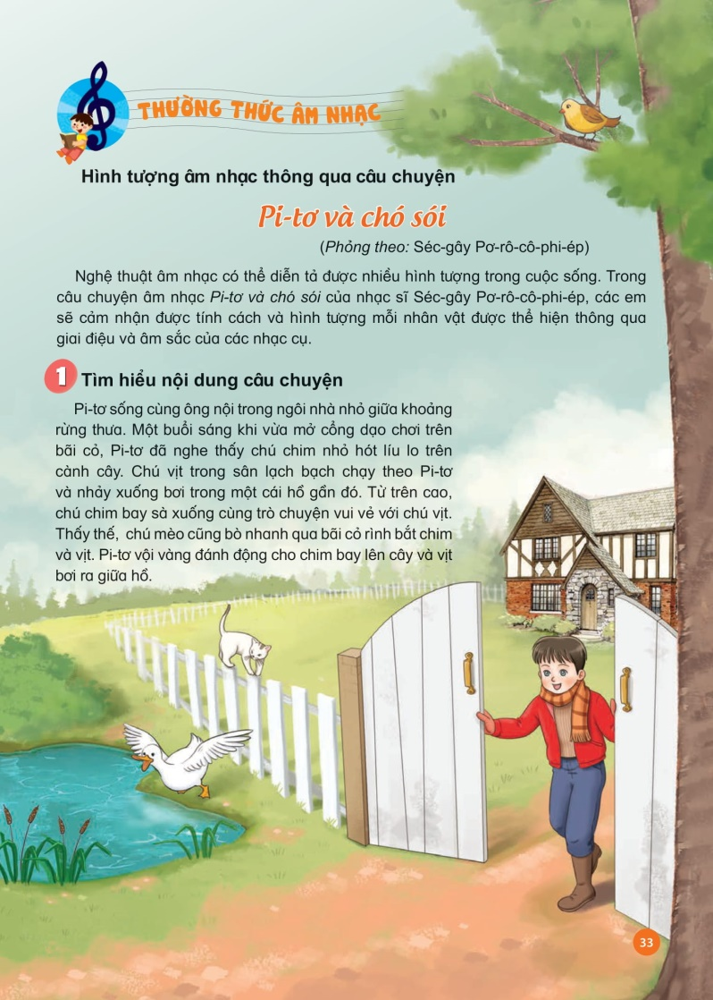 THƯỜNG THỨC ÂM NHẠC
Hình tượng âm nhạc thông qua câu chuyện
Pi-tơ và chó sói
(Phỏng theo: Séc-gây Pơ-rô-cô-phi-ép)
Nghệ thuật âm nhạc có thể diễn tả được nhiều hình tượng trong cuộc sống. Trong
câu chuyện âm nhạc Pi-tơ và chó sói của nhạc sĩ Séc-gây Pơ-rô-cô-phi-ép, các em
sẽ cảm nhận được tính cách và hình tượng mỗi nhân vật được thể hiện thông qua
giai điệu và âm sắc của các nhạc cụ.
1 Tìm hiểu nội dung câu chuyện
Pi-tơ sống cùng ông nội trong ngôi nhà nhỏ giữa khoảng
rừng thưa. Một buổi sáng khi vừa mở cổng dạo chơi trên
bãi cỏ, Pi-tơ đã nghe thấy chú chim nhỏ hót líu lo trên
cành cây. Chú vịt trong sân lạch bạch chạy theo Pi-tơ
và nhảy xuống bơi trong một cái hồ gần đó. Từ trên cao,
chú chim bay sà xuống cùng trò chuyện vui vẻ với chú vịt.
Thấy thế, chú mèo cũng bò nhanh qua bãi cỏ rình bắt chim
và vịt. Pi-tơ vội vàng đánh động cho chim bay lên cây và vịt
bơi ra giữa hồ.
33